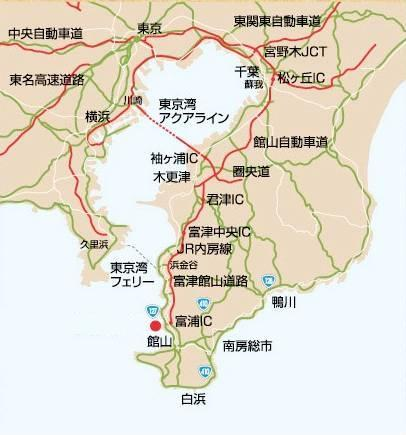 東関東自動車道
中央自動車道
東京
宮野木JCT
千葉
蘇我
松ヶ丘IC
東名高速道路
川崎
東京湾
アクアライン
横浜
館山自動車道
袖ヶ浦IC
木更津
圏央道
君津IC
富津中央IC
久里浜
JR内房線
浜金谷
東京湾
フェリー
富津館山道路
128
410
鴨川
127
富浦IC
館山
南房総市
410
白浜